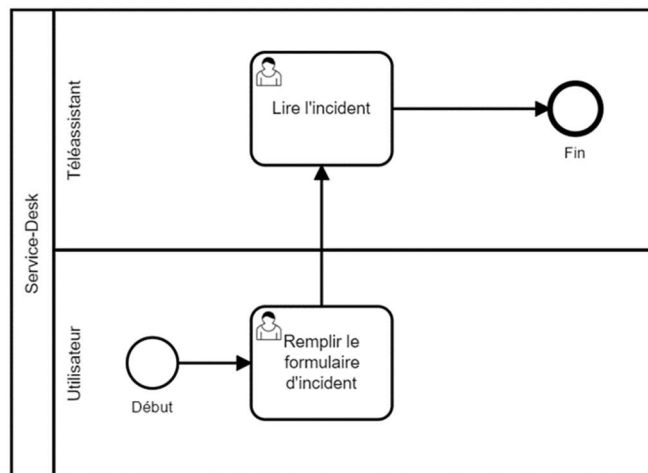 Service-Desk
Téléassistant
Lire l'incident
Fin
Utilisateur
Début
Remplir le
formulaire
d'incident